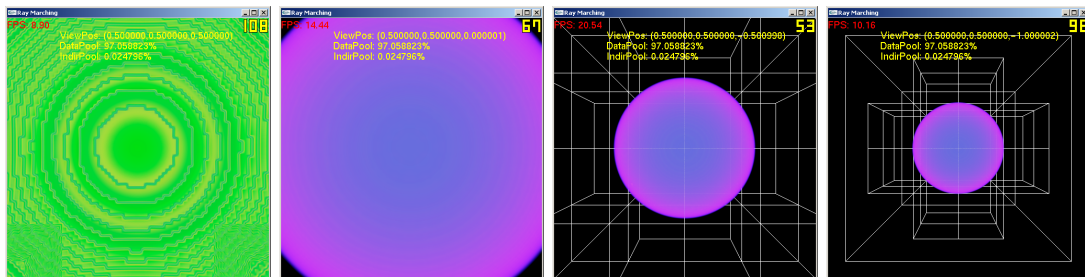 Ray Marching
FPS: 8.90
108
ViewPos: (0.500000,0.500000,0.500000)
DataPool: 97.058823%
IndirPool: 0.024796%
Ray Marching
FPS: 14.44
67
ViewPos: (0.500000,0.500000,0.000001)
DataPool: 97.058823%
IndirPool: 0.024796%
Ray Marching
FPS: 20.54
53
ViewPos: (0.500000,0.500000,-0.500990)
DataPool: 97.058823%
IndirPool: 0.024796%
Ray Marching
FPS: 10.16
98
ViewPos: (0.500000,0.500000,-1.000002)
DataPool: 97.058823%
IndirPool: 0.024796%